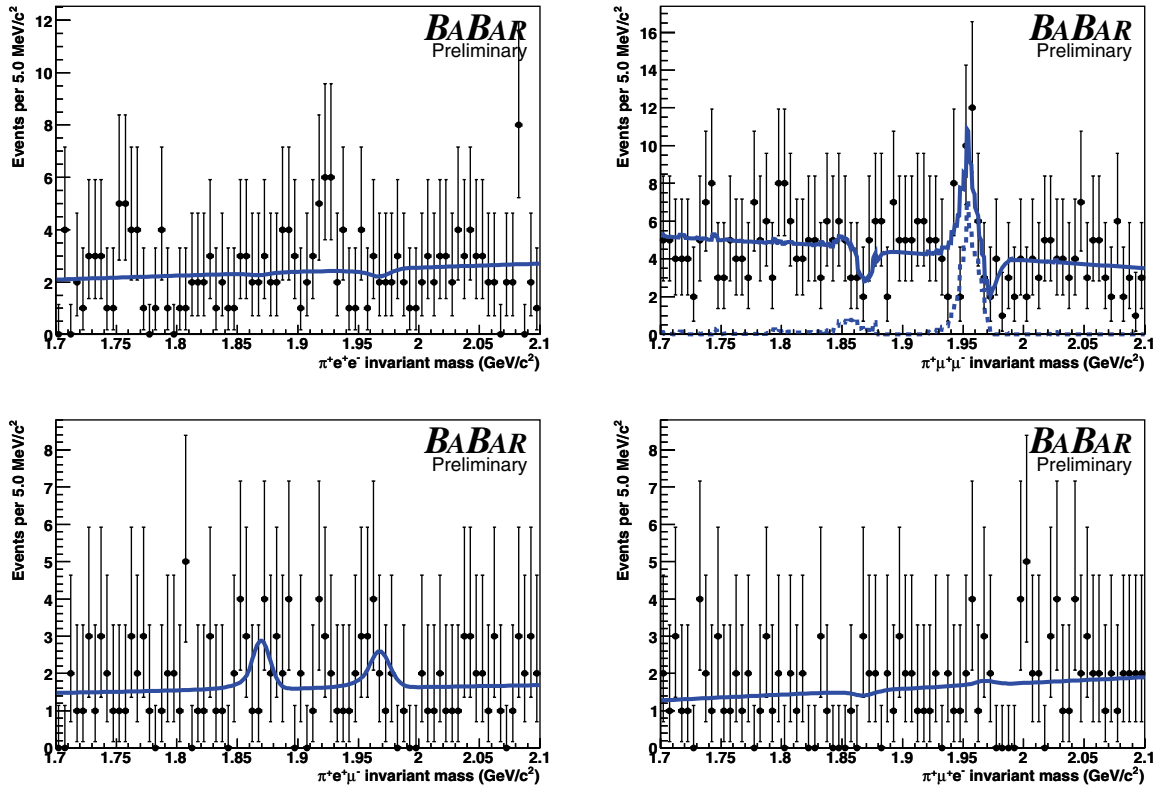 Events per 5.0 MeV/c²
12
10
8
6
4
2
0
BABAR
Preliminary
1.7 1.75 1.8 1.85 1.9 1.95 2 2.05 2.1
π⁺e⁺e⁻ invariant mass (GeV/c²)
Events per 5.0 MeV/c²
16
14
12
10
8
6
4
2
0
BABAR
Preliminary
1.7 1.75 1.8 1.85 1.9 1.95 2 2.05 2.1
π⁺μ⁺μ⁻ invariant mass (GeV/c²)
Events per 5.0 MeV/c²
8
7
6
5
4
3
2
1
0
BABAR
Preliminary
1.7 1.75 1.8 1.85 1.9 1.95 2 2.05 2.1
π⁺e⁺μ⁻ invariant mass (GeV/c²)
Events per 5.0 MeV/c²
8
7
6
5
4
3
2
1
0
BABAR
Preliminary
1.7 1.75 1.8 1.85 1.9 1.95 2 2.05 2.1
π⁺μ⁺e⁻ invariant mass (GeV/c²)